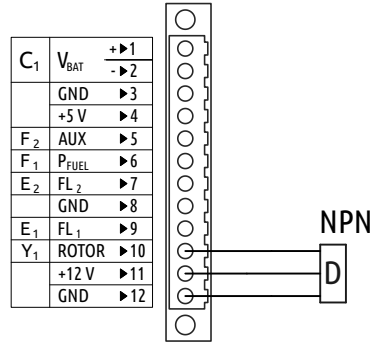 C1 VBAT + ▶1
- ▶2
GND ▶3
+5 V ▶4
F2 AUX ▶5
F1 PFUEL ▶6
E2 FL2 ▶7
GND ▶8
E1 FL1 ▶9
Y1 ROTOR ▶10
+12 V ▶11
GND ▶12
NPN
D